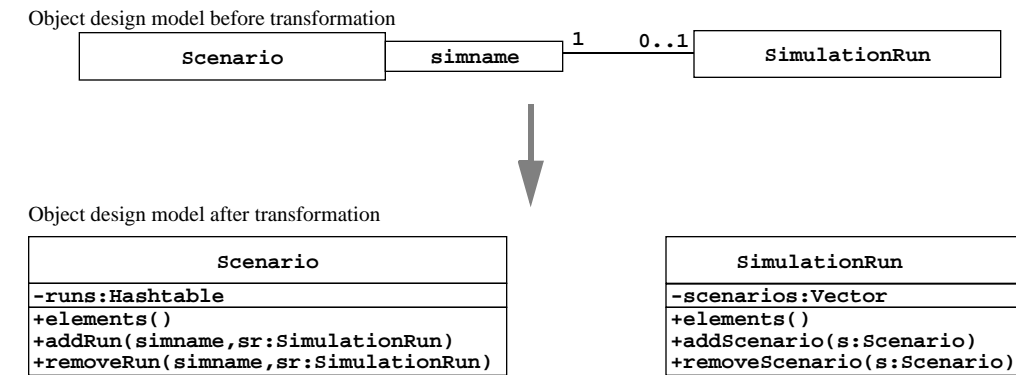 Object design model before transformation
Scenario
simname
1
0..1
SimulationRun
Object design model after transformation
Scenario
-runs:Hashtable
+elements()
+addRun(simname,sr:SimulationRun)
+removeRun(simname,sr:SimulationRun)
SimulationRun
-scenarios:Vector
+elements()
+addScenario(s:Scenario)
+removeScenario(s:Scenario)